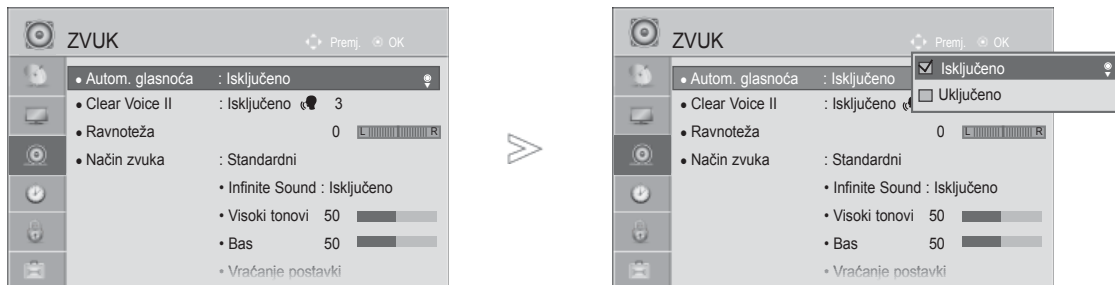 ZVUK
Premj. OK
• Autom. glasnoća : Isključeno
• Clear Voice II : Isključeno 3
• Ravnoteža 0 L R
• Način zvuka : Standardni
• Infinite Sound : Isključeno
• Visoki tonovi 50
• Bas 50
• Vraćanje postavki
ZVUK
Premj. OK
• Autom. glasnoća : Isključeno
• Clear Voice II : Isključeno
• Ravnoteža 0 L R
• Način zvuka : Standardni
• Infinite Sound : Isključeno
• Visoki tonovi 50
• Bas 50
• Vraćanje postavki
Isključeno
Uključeno